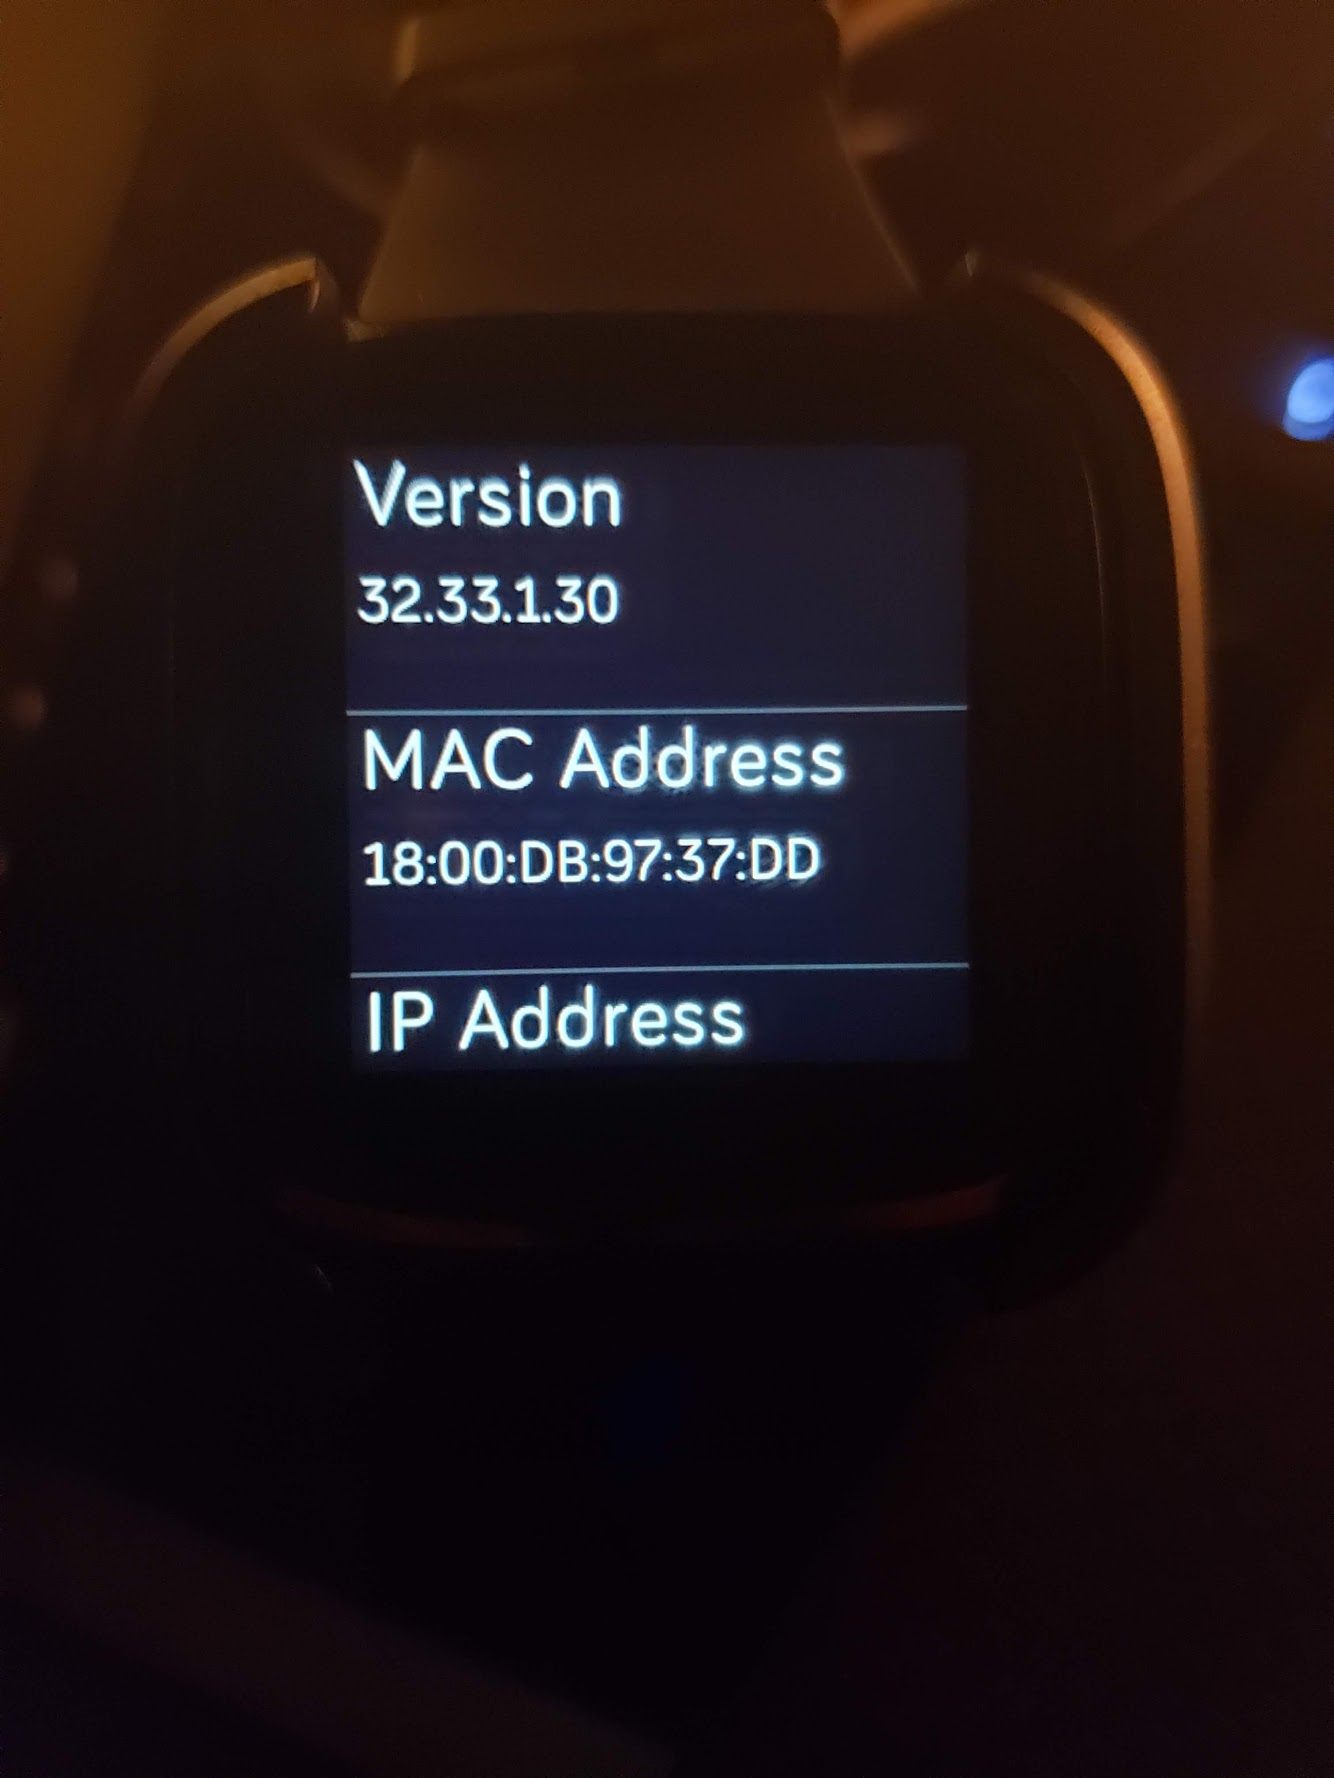 Version
32.33.1.30
MAC Address
18:00:DB:97:37:DD
IP Address